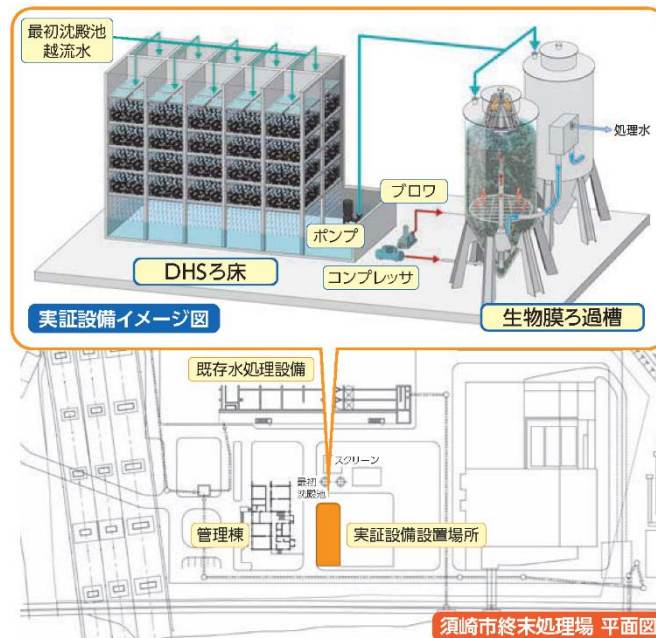 最初沈殿池
越流水
処理水
ブロワ
ポンプ
コンプレッサ
DHSろ床
生物膜ろ過槽
実証設備イメージ図
既存水処理設備
スクリーン
最初
沈殿池
管理棟
実証設備設置場所
須崎市終末処理場 平面図